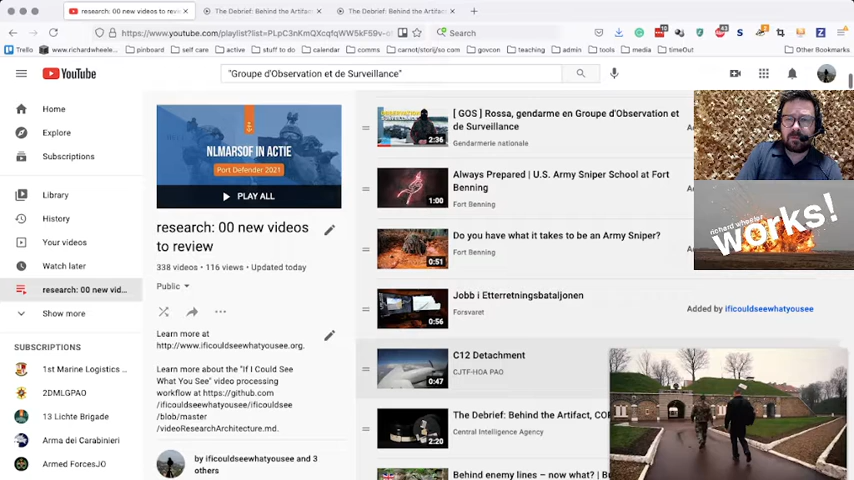 research: 00 new videos to revie
The Debrief: Behind the Artifac
The Debrief: Behind the Artifac
https://www.youtube.com/playlist?list=PLpC3nKmQXcqfqWW5kF59v-o
Search
Trello
www.richardwheele...
pinboard
self care
active
stuff to do
calendar
comms
carnot/storij/so com
govcon
teaching
admin
tools
media
timeOut
Other Bookmarks
YouTube
"Groupe d'Observation et de Surveillance"
Home
Explore
Subscriptions
Library
History
Your videos
Watch later
research: 00 new vid...
Show more
SUBSCRIPTIONS
1st Marine Logistics ...
2DMLGPAO
13 Lichte Brigade
Arma dei Carabinieri
Armed ForcesJO
NLMARSOF IN ACTIE
Port Defender 2021
PLAY ALL
research: 00 new videos
to review
338 videos • 116 views • Updated today
Public
Learn more at
http://www.ificouldseewhatyousee.org.
Learn more about the "If I Could See
What You See" video processing
workflow at https://github.com
/ificouldseewhatyousee/ificouldsee
/blob/master
/videoResearchArchitecture.md.
by ificouldseewhatyousee and 3
others
[ GOS ] Rossa, gendarme en Groupe d'Observation et
de Surveillance
Gendarmerie nationale
2:36
Always Prepared | U.S. Army Sniper School at Fort
Benning
Fort Benning
1:00
Do you have what it takes to be an Army Sniper?
Fort Benning
0:51
Jobb i Etterretningsbataljonen
Forsvaret
0:56
Added by ificouldseewhatyousee
C12 Detachment
CJTF-HOA PAO
0:47
The Debrief: Behind the Artifact, COR
Central Intelligence Agency
2:20
Behind enemy lines – now what? | Bu
richard wheeler
works!